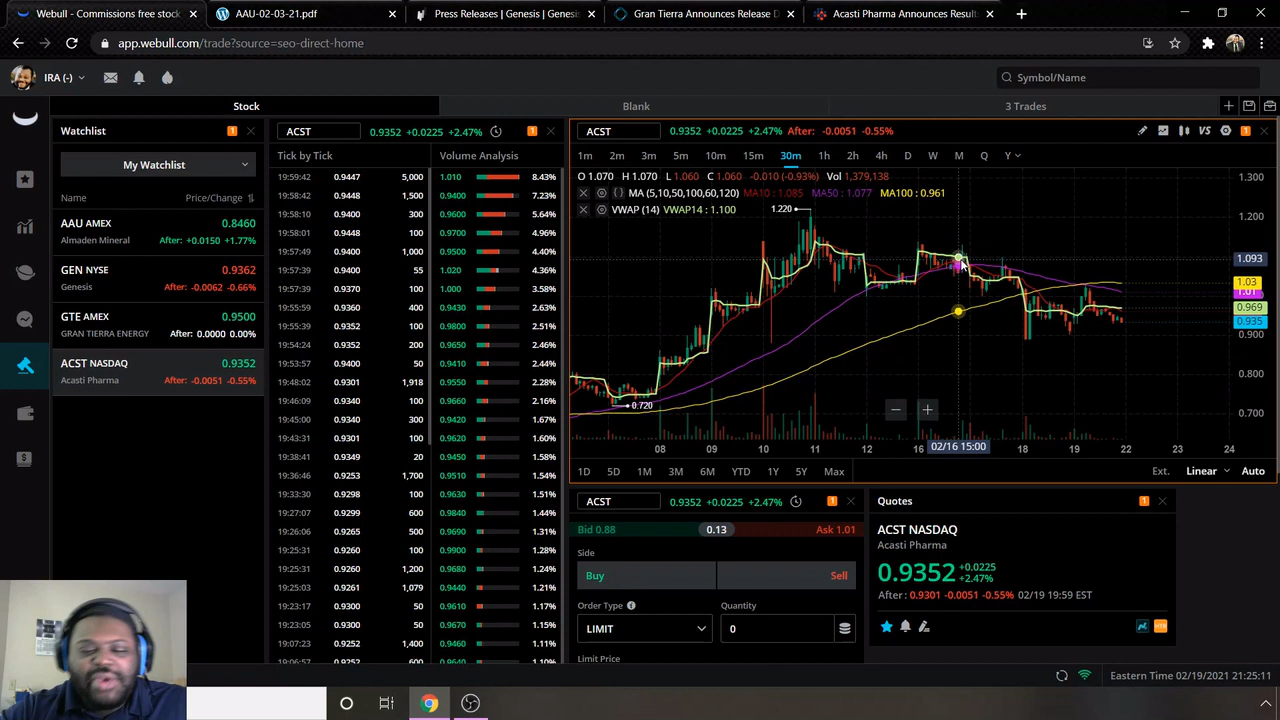 Webull - Commissions free stock
AAU-02-03-21.pdf
Press Releases | Genesis | Genesi
Gran Tierra Announces Release D
Acasti Pharma Announces Result
app.webull.com/trade?source=seo-direct-home
IRA (-)
Symbol/Name
Stock
Blank
3 Trades
Watchlist 1
My Watchlist
Name Price/Change
AAU AMEX 0.8460
Almaden Mineral After: +0.0150 +1.77%
GEN NYSE 0.9362
Genesis After: -0.0062 -0.66%
GTE AMEX 0.9500
GRAN TIERRA ENERGY After: 0.0000 0.00%
ACST NASDAQ 0.9352
Acasti Pharma After: -0.0051 -0.55%
ACST 0.9352 +0.0225 +2.47% 1
Tick by Tick Volume Analysis
19:59:42 0.9447 5,000 1.010 8.43%
19:58:42 0.9448 1,500 0.9400 7.23%
19:58:10 0.9400 300 0.9600 5.64%
19:58:01 0.9448 100 0.9700 4.96%
19:57:49 0.9400 300 0.9500 4.40%
19:57:39 0.9400 55 1.020 4.36%
19:57:39 0.9370 100 1.000 3.58%
19:57:39 0.9400 45 0.9430 2.65%
19:55:39 0.9399 600 0.9800 2.59%
19:54:24 0.9352 200 0.9650 2.51%
19:53:57 0.9400 100 0.9410 2.44%
19:48:02 0.9301 1,918 0.9550 2.28%
19:46:09 0.9301 100 0.9640 2.16%
19:45:00 0.9349 100 0.9420 1.67%
19:43:31 0.9301 100 0.9620 1.60%
19:38:41 0.9349 20 0.9450 1.58%
19:36:46 0.9253 1,700 0.9630 1.51%
19:33:30 0.9298 100 0.9510 1.49%
19:27:07 0.9299 600 0.9840 1.42%
19:26:06 0.9265 500 0.9690 1.31%
19:25:31 0.9260 100 0.9900 1.28%
19:25:31 0.9260 1,200 0.9540 1.27%
19:25:03 0.9261 1,079 0.9440 1.21%
19:23:17 0.9300 50 0.9610 1.17%
19:23:05 0.9300 50 0.9670 1.15%
19:07:23 0.9252 400 0.9460 1.11%
19:06:57 0.9252 600 0.9640 1.10%
ACST 0.9352 +0.0225 +2.47% After: -0.0051 -0.55% VS 1
1m 2m 3m 5m 10m 15m 30m 1h 2h 4h D W M Q Y
O 1.070 H 1.070 L 1.060 C 1.060 -0.010 (-0.93%) Vol 1,379,138
MA (5,10,50,100,60,120) MA10: 1.085 MA50: 1.077 MA100: 0.961
VWAP (14) VWAP14 : 1.100
1.300
1.220
1.200
1.093
1.03
1.01
0.969
0.935
0.900
0.800
0.720
0.700
08 09 10 11 12 16 18 19 22 23 24
02/16 15:00
1D 5D 1M 3M 6M YTD 1Y 5Y Max Ext. Linear Auto
ACST 0.9352 +0.0225 +2.47% 1
Bid 0.88 0.13 Ask 1.01
Side
Buy Sell
Order Type Quantity
LIMIT 0
Limit Price
Quotes 1
ACST NASDAQ
Acasti Pharma
0.9352 +0.0225
+2.47%
After : 0.9301 -0.0051 -0.55% 02/19 19:59 EST
Eastern Time 02/19/2021 21:25:11